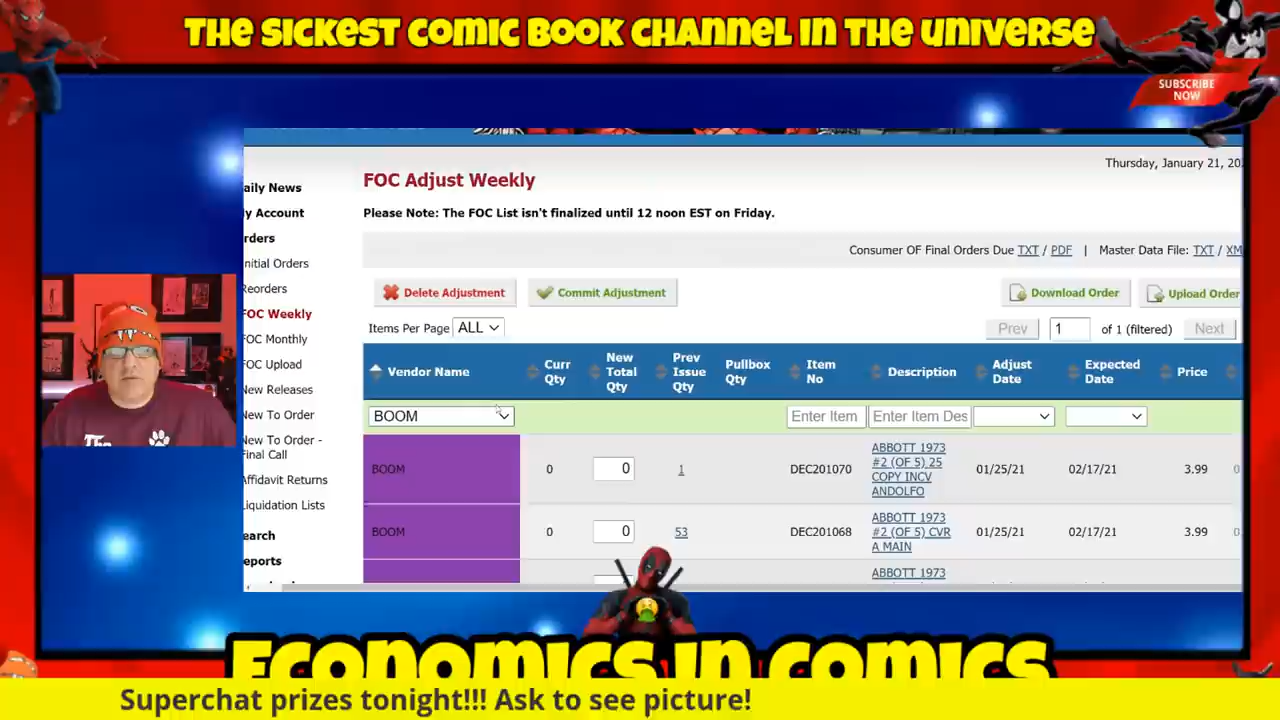 THE SICKEST COMIC BOOK CHANNEL IN THE UNIVERSE
SUBSCRIBE
NOW
Thursday, January 21, 20
aily News
y Account
rders
nitial Orders
Reorders
FOC Weekly
FOC Monthly
FOC Upload
New Releases
New To Order
New To Order -
Final Call
Affidavit Returns
Liquidation Lists
earch
eports
FOC Adjust Weekly
Please Note: The FOC List isn't finalized until 12 noon EST on Friday.
Consumer OF Final Orders Due TXT / PDF | Master Data File: TXT / XM
Delete Adjustment
Commit Adjustment
Download Order
Upload Order
Items Per Page ALL
Prev 1 of 1 (filtered) Next
Vendor Name
Curr
Qty
New
Total
Qty
Prev
Issue
Qty
Pullbox
Qty
Item
No
Description
Adjust
Date
Expected
Date
Price
BOOM
Enter Item
Enter Item Des
BOOM
0
0
1
DEC201070
ABBOTT 1973
#2 (OF 5) 25
COPY INCV
ANDOLFO
01/25/21
02/17/21
3.99
0
BOOM
0
0
53
DEC201068
ABBOTT 1973
#2 (OF 5) CVR
A MAIN
01/25/21
02/17/21
3.99
0
ABBOTT 1973
ECONOMICS IN COMICS
Superchat prizes tonight!!! Ask to see picture!